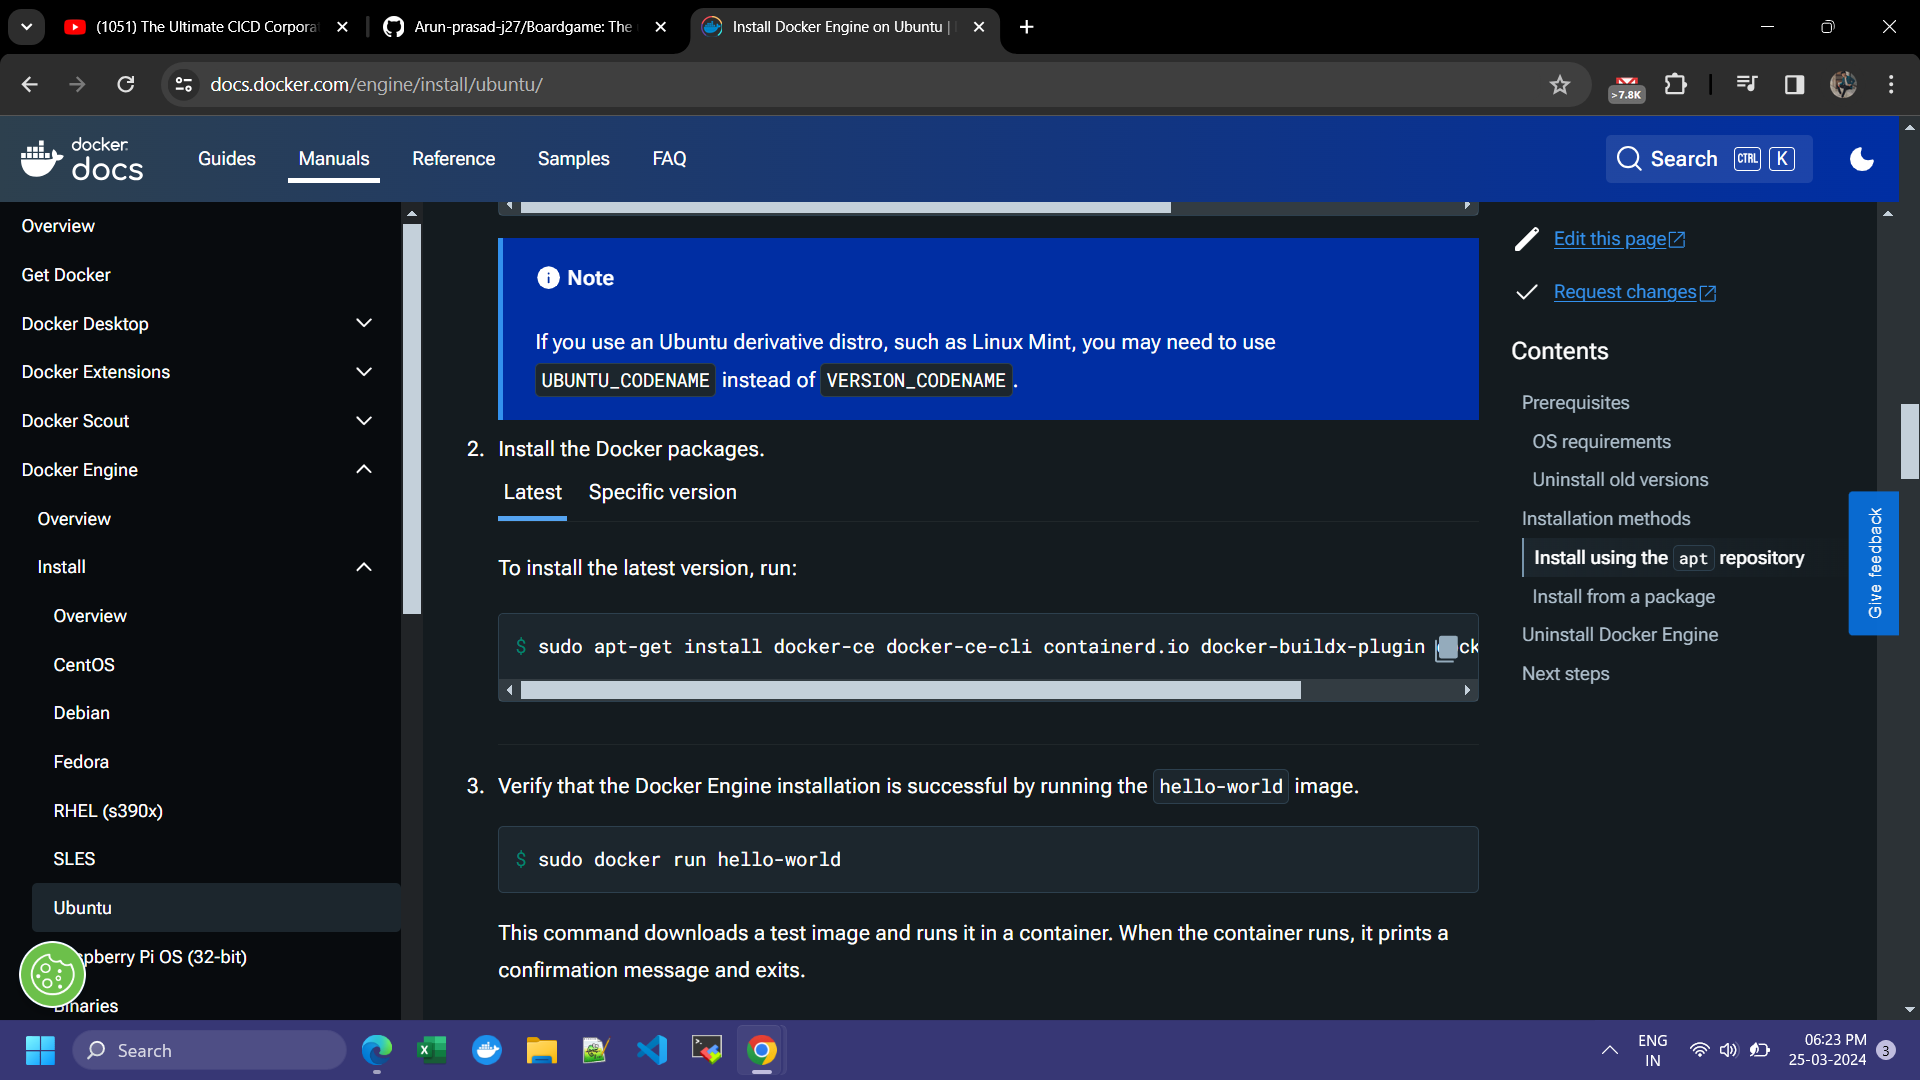 (1051) The Ultimate CICD Corporat
Arun-prasad-j27/Boardgame: The
Install Docker Engine on Ubuntu |
docs.docker.com/engine/install/ubuntu/
>7.8K
docker
docs
Guides
Manuals
Reference
Samples
FAQ
Search CTRL K
Overview
Get Docker
Docker Desktop
Docker Extensions
Docker Scout
Docker Engine
Overview
Install
Overview
CentOS
Debian
Fedora
RHEL (s390x)
SLES
Ubuntu
pberry Pi OS (32-bit)
Binaries
Note
If you use an Ubuntu derivative distro, such as Linux Mint, you may need to use
UBUNTU_CODENAME instead of VERSION_CODENAME.
2. Install the Docker packages.
Latest Specific version
To install the latest version, run:
$ sudo apt-get install docker-ce docker-ce-cli containerd.io docker-buildx-plugin
3. Verify that the Docker Engine installation is successful by running the hello-world image.
$ sudo docker run hello-world
This command downloads a test image and runs it in a container. When the container runs, it prints a
confirmation message and exits.
Edit this page
Request changes
Contents
Prerequisites
OS requirements
Uninstall old versions
Installation methods
Install using the apt repository
Install from a package
Uninstall Docker Engine
Next steps
Give feedback
Search
ENG
IN
06:23 PM
25-03-2024
3